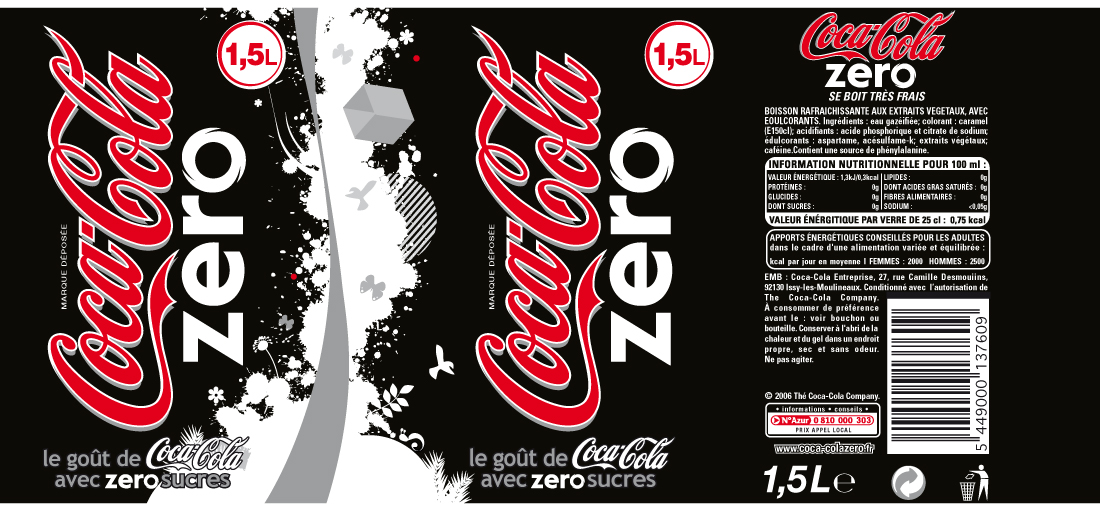 1,5L
Coca-Cola
zero
MARQUE DÉPOSÉE
le goût de Coca-Cola
avec zero sucres
1,5L
Coca-Cola
zero
MARQUE DÉPOSÉE
le goût de Coca-Cola
avec zero sucres
Coca-Cola
zero
SE BOIT TRÈS FRAIS
BOISSON RAFRAICHISSANTE AUX EXTRAITS VEGETAUX, AVEC
EOULCORANTS. Ingrédients : eau gazéifiée; colorant : caramel
(E150cl); acidifiants : acide phosphorique et citrate de sodium;
édulcorants : aspartame, acésulfame-k; extraits végétaux;
caféine.Contient une source de phénylalanine.
INFORMATION NUTRITIONNELLE POUR 100 ml :
VALEUR ÉNERGÉTIQUE : 1,3kJ/0,3kcal
PROTÉINES : 0g
GLUCIDES : 0g
DONT SUCRES : 0g
LIPIDES : 0g
DONT ACIDES GRAS SATURÉS : 0g
FIBRES ALIMENTAIRES : 0g
SODIUM : <0,05g
VALEUR ÉNÉRGITIQUE PAR VERRE DE 25 cl : 0,75 kcal
APPORTS ÉNERGÉTIQUES CONSEILLÉS POUR LES ADULTES
dans le cadre d'une alimentation variée et équilibrée :
kcal par jour en moyenne I FEMMES : 2000 HOMMES : 2500
EMB : Coca-Cola Entreprise, 27, rue Camille Desmouiins,
92130 Issy-les-Moulineaux. Conditionné avec l'autorisation de
The Coca-Cola Company.
À consommer de préférence
avant le : voir bouchon ou
bouteille. Conserver à l'abri de la
chaleur et du gel dans un endroit
propre, sec et sans odeur.
Ne pas agiter.
5 449000 137609
© 2006 Thé Coca-Cola Company.
• informations • conseils •
N°Azur 0 810 000 303
PRIX APPEL LOCAL
www.coca-colazero.fr
1,5L℮